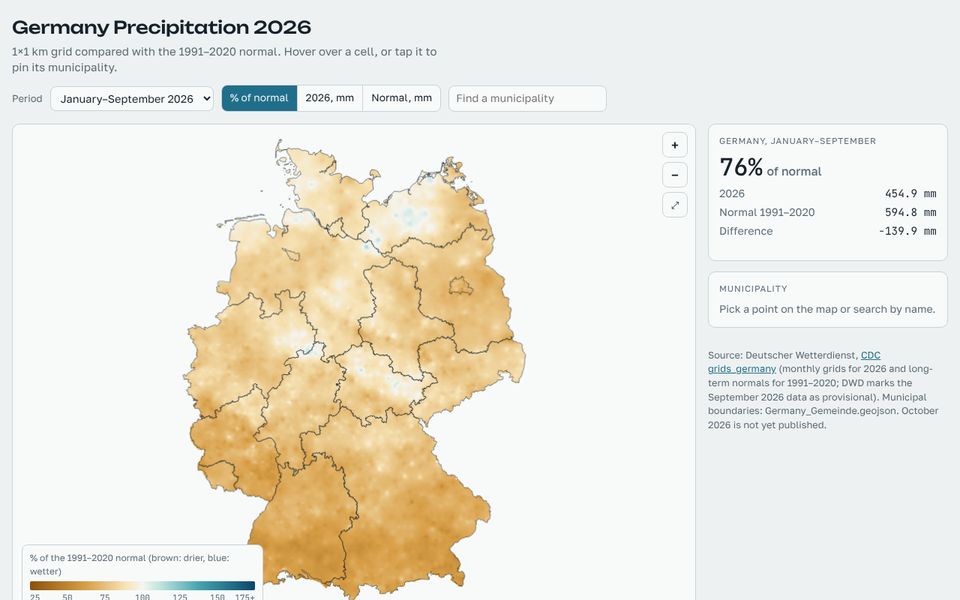 Germany Precipitation 2026
1×1 km grid compared with the 1991–2020 normal. Hover over a cell, or tap it to
pin its municipality.
Period January–September 2026 % of normal 2026, mm Normal, mm Find a municipality
+
−
⤢
GERMANY, JANUARY–SEPTEMBER
76% of normal
2026 454.9 mm
Normal 1991–2020 594.8 mm
Difference -139.9 mm
MUNICIPALITY
Pick a point on the map or search by name.
Source: Deutscher Wetterdienst, CDC
grids_germany (monthly grids for 2026 and long-
term normals for 1991–2020; DWD marks the
September 2026 data as provisional). Municipal
boundaries: Germany_Gemeinde.geojson. October
2026 is not yet published.
% of the 1991–2020 normal (brown: drier, blue:
wetter)
25 50 75 100 125 150 175+